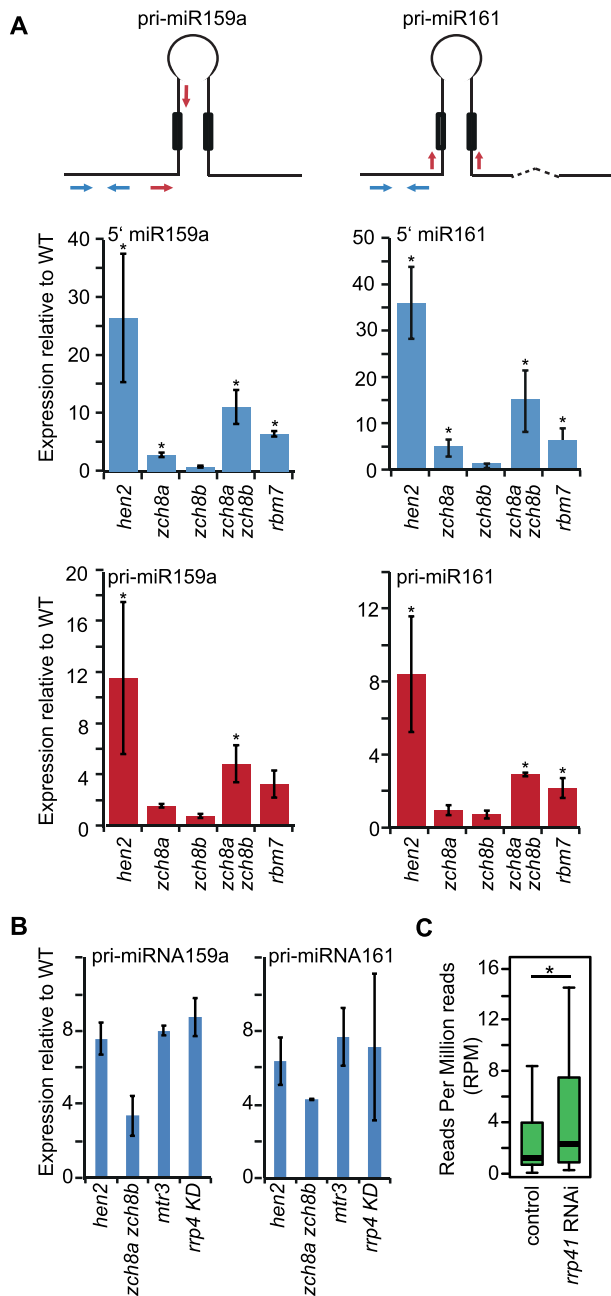 A
pri-miR159a
pri-miR161
5‘ miR159a
5‘ miR161
Expression relative to WT
40
30
20
10
0
50
35
15
10
5
0
*
*
*
*
*
*
*
*
hen2
zch8a
zch8b
zch8a
zch8b
rbm7
hen2
zch8a
zch8b
zch8a
zch8b
rbm7
pri-miR159a
pri-miR161
Expression relative to WT
20
16
12
8
4
0
12
8
4
0
*
*
*
*
*
hen2
zch8a
zch8b
zch8a
zch8b
rbm7
hen2
zch8a
zch8b
zch8a
zch8b
rbm7
B
pri-miRNA159a
pri-miRNA161
Expression relative to WT
12
8
4
0
12
8
4
0
hen2
zch8a zch8b
mtr3
rrp4 KD
hen2
zch8a zch8b
mtr3
rrp4 KD
C
Reads Per Million reads
(RPM)
16
12
8
4
0
*
control
rrp41 RNAi